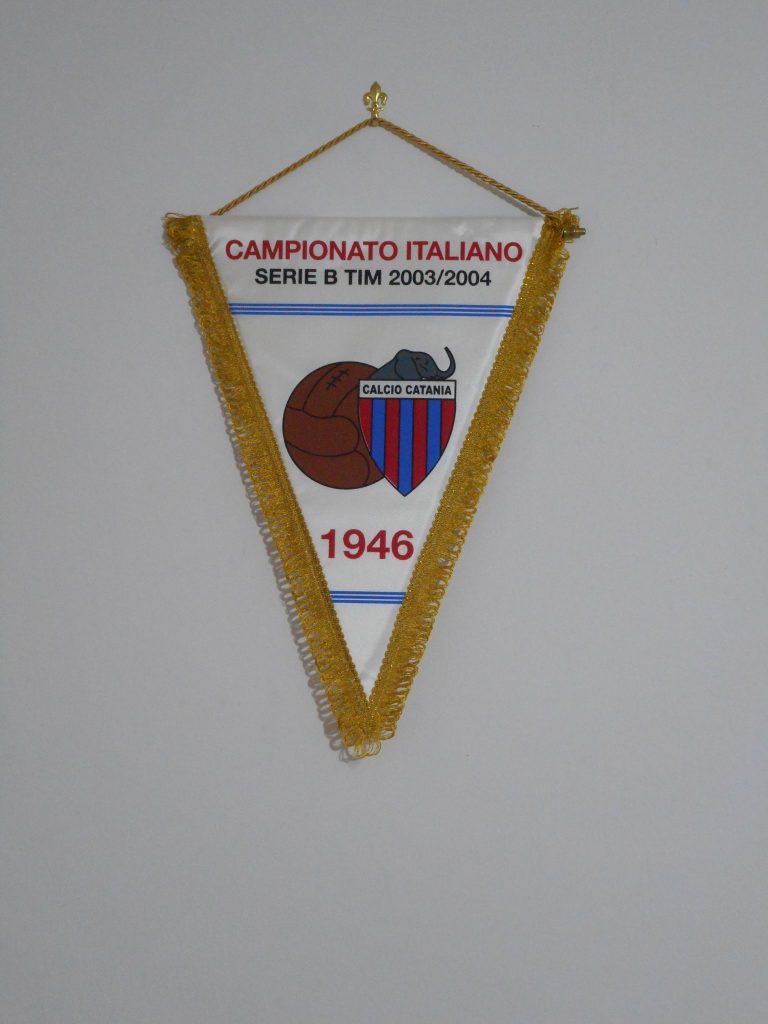 CAMPIONATO ITALIANO
SERIE B TIM 2003/2004
CALCIO CATANIA
1946